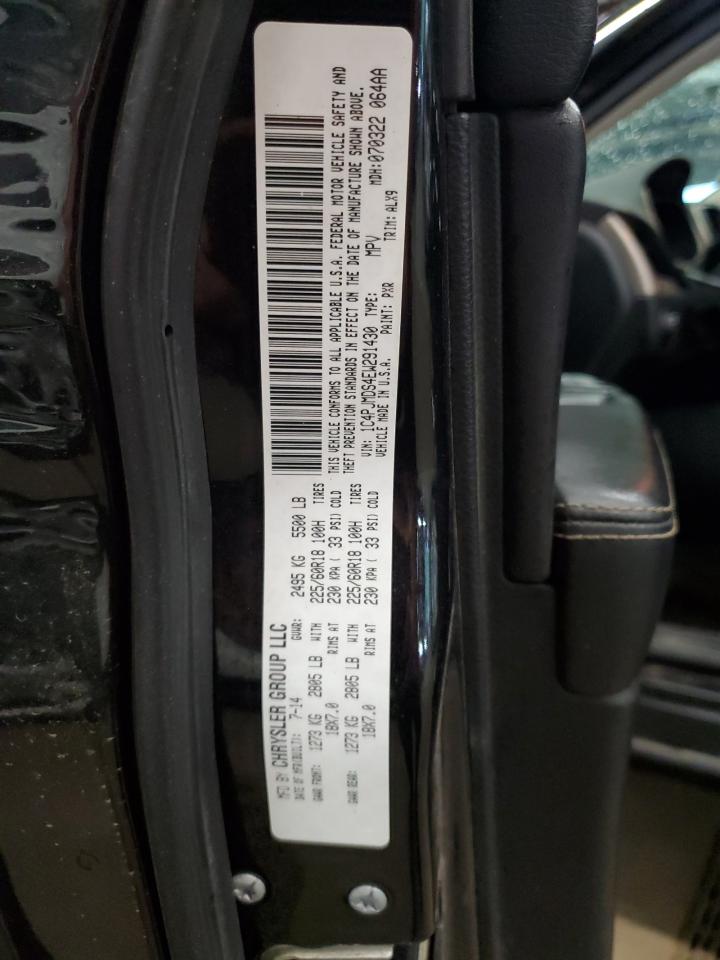 MFD BY CHRYSLER GROUP LLC
DATE OF MFR(BUILT): 7-14 GVWR: 2495 KG 5500 LB
GAWR FRONT: 1273 KG 2805 LB WITH 225/60R18 100H TIRES
18X7.0 RIMS AT 230 KPA ( 33 PSI) COLD
GAWR REAR: 1273 KG 2805 LB WITH 225/60R18 100H TIRES
18X7.0 RIMS AT 230 KPA ( 33 PSI) COLD
THIS VEHICLE CONFORMS TO ALL APPLICABLE U.S.A. FEDERAL MOTOR VEHICLE SAFETY AND
THEFT PREVENTION STANDARDS IN EFFECT ON THE DATE OF MANUFACTURE SHOWN ABOVE.
VIN: 1C4PJMDS4EW291430 TYPE: MPV MDH:070322 064AA
VEHICLE MADE IN U.S.A. PAINT: PXR TRIM: ALX9